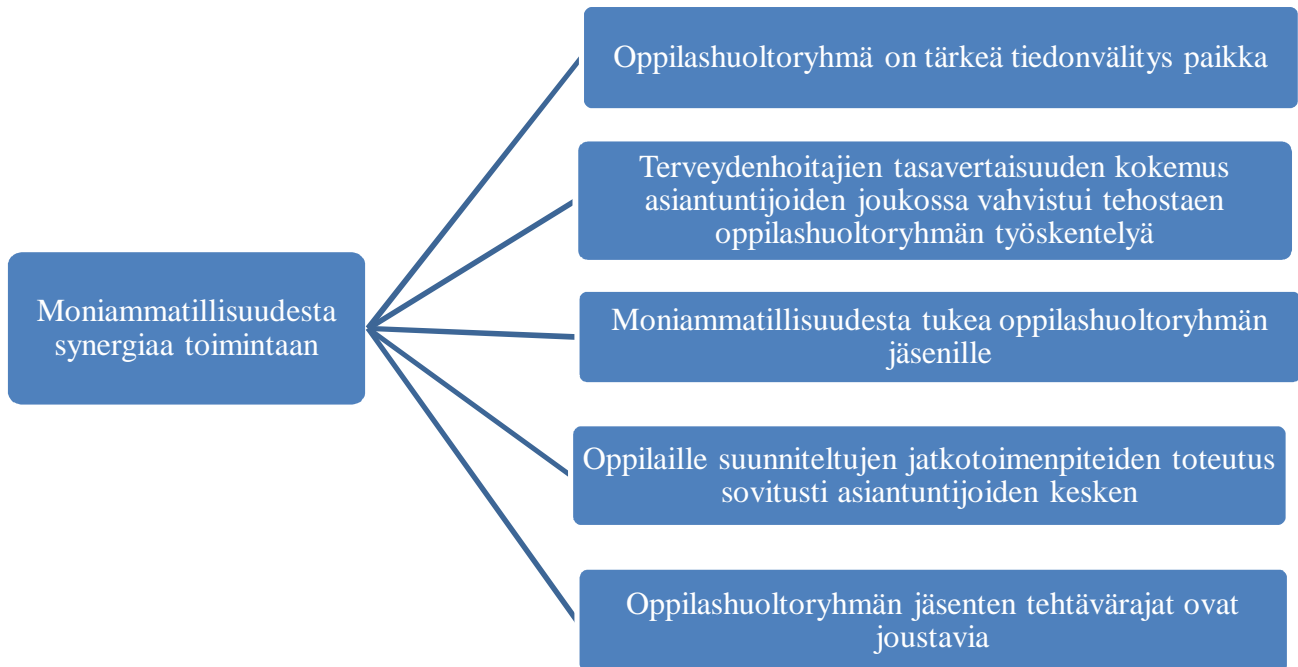 Oppilashuoltoryhmä on tärkeä tiedonvälitys paikka
Terveydenhoitajien tasavertaisuuden kokemus
asiantuntijoiden joukossa vahvistui tehostaen
oppilashuoltoryhmän työskentelyä
Moniammatillisuudesta
synergiaa toimintaan
Moniammatillisuudesta tukea oppilashuoltoryhmän
jäsenille
Oppilaille suunniteltujen jatkotoimenpiteiden toteutus
sovitusti asiantuntijoiden kesken
Oppilashuoltoryhmän jäsenten tehtävärajat ovat
joustavia